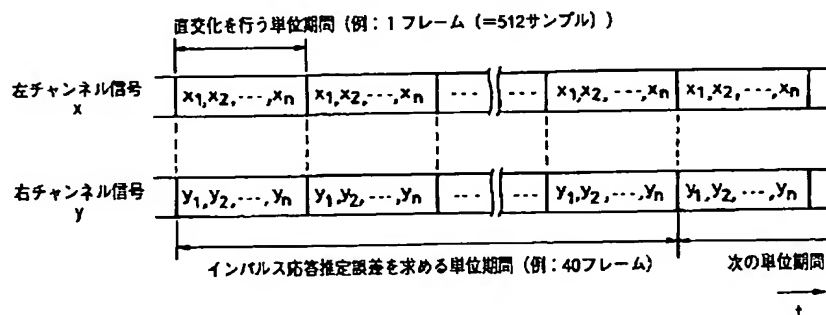 直交化を行う単位期間 (例：1フレーム (＝512サンプル) )
左チャンネル信号 x₁,x₂,---,xₙ x₁,x₂,---,xₙ --- --- x₁,x₂,---,xₙ x₁,x₂,---,xₙ
x
右チャンネル信号 y₁,y₂,---,yₙ y₁,y₂,---,yₙ --- --- y₁,y₂,---,yₙ y₁,y₂,---,yₙ
y
インパルス応答推定誤差を求める単位期間 (例：40フレーム) 次の単位期間
t